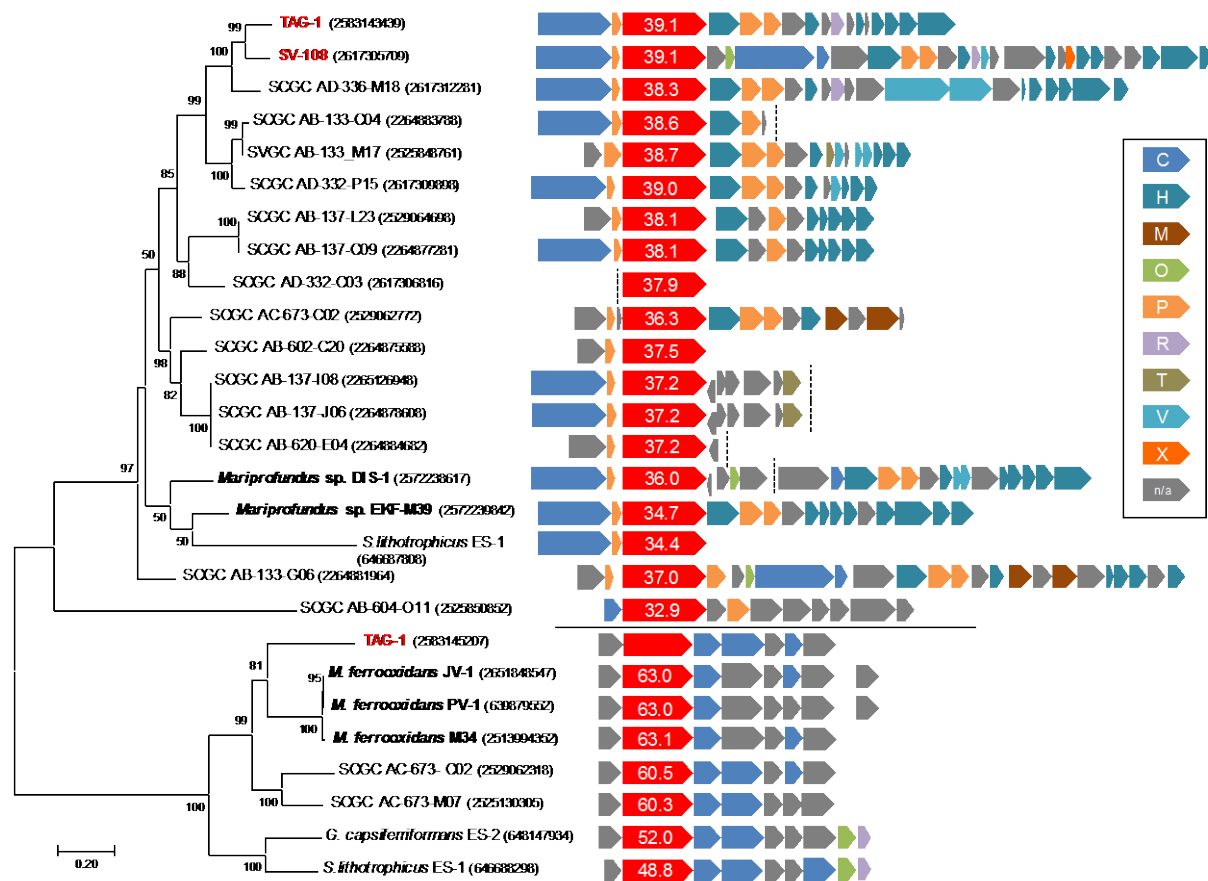 TAG-1 (2583143439) 39.1
SV-108 (2617305709) 39.1
SCGC AD-336-M18 (2617312281) 38.3
SCGC AB-133-C04 (2264883788) 38.6
SVGC AB-133_M17 (2525848761) 38.7
SCGC AD-332-P15 (2617309898) 39.0
SCGC AB-137-L23 (2529064698) 38.1
SCGC AB-137-C09 (2264877281) 38.1
SCGC AD-332-C03 (2617306816) 37.9
SCGC AC-673-C02 (2529062772) 36.3
SCGC AB-602-C20 (2264875588) 37.5
SCGC AB-137-I08 (2265126948) 37.2
SCGC AB-137-J06 (2264878608) 37.2
SCGC AB-620-E04 (2264884682) 37.2
Mariprofundus sp. DIS-1 (2572238617) 36.0
Mariprofundus sp. EKF-M39 (2572239842) 34.7
S.lithotrophicus ES-1 34.4
(646687808)
SCGC AB-133-G06 (2264881964) 37.0
SCGC AB-604-O11 (2525850852) 32.9
TAG-1 (2583145207)
M. ferrooxidans JV-1 (2651848547) 63.0
M. ferrooxidans PV-1 (639879552) 63.0
M. ferrooxidans M34 (2513994352) 63.1
SCGC AC-673- C02 (2529062318) 60.5
SCGC AC-673-M07 (2525130305) 60.3
G. capsiferriformans ES-2 (648147934) 52.0
S.lithotrophicus ES-1 (646688298) 48.8
99
100
99
99
100
85
100
88
50
98
82
100
97
50
50
81
95
99
100
100
100
100
0.20
C
H
M
O
P
R
T
V
X
n/a